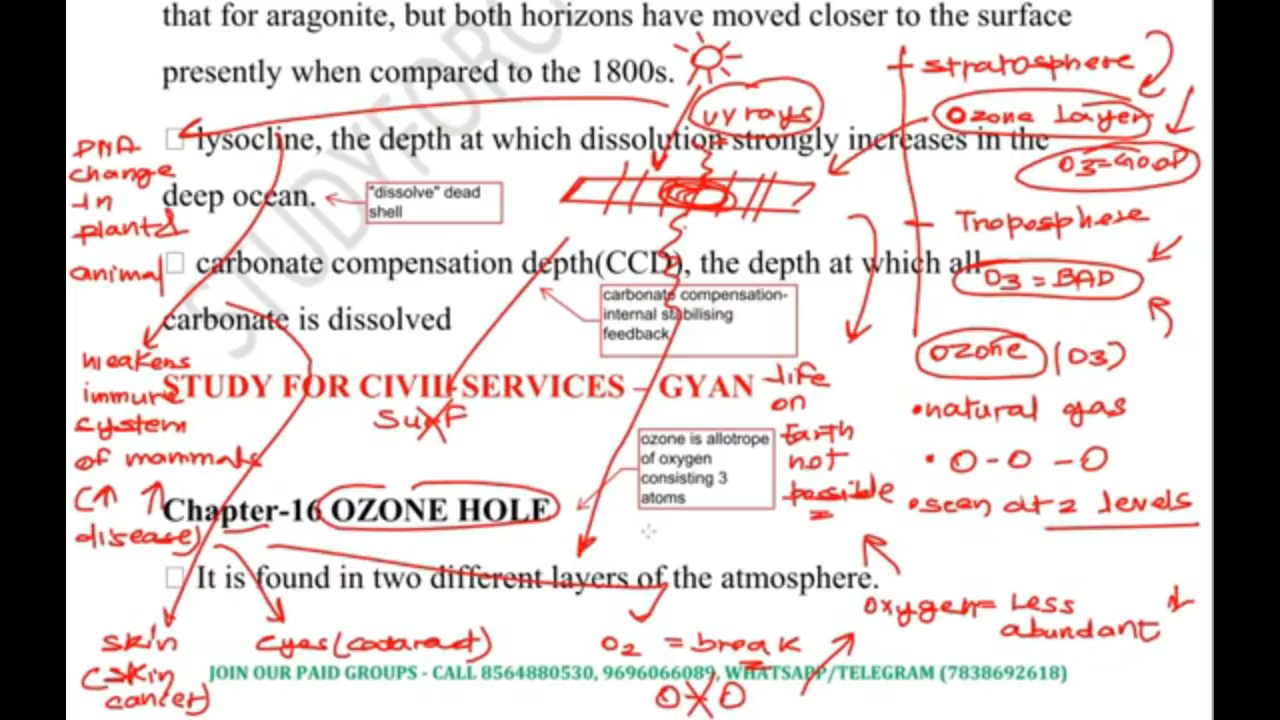 that for aragonite, but both horizons have moved closer to the surface
presently when compared to the 1800s.
lysocline, the depth at which dissolution strongly increases in the
deep ocean.
"dissolve" dead
shell
carbonate compensation depth(CCD), the depth at which all
carbonate is dissolved
carbonate compensation-
internal stabilising
feedback
STUDY FOR CIVIL SERVICES – GYAN
ozone is allotrope
of oxygen
consisting 3
atoms
Chapter-16 OZONE HOLE
It is found in two different layers of the atmosphere.
JOIN OUR PAID GROUPS - CALL 8564880530, 9696066089, WHATSAPP/TELEGRAM (7838692618)
STUDYFORC
UV rays
stratosphere
Ozone Layer
O3=GOOD
Troposphere
O3 = BAD
Ozone (O3)
•natural gas
• O-O-O
•seen at 2 levels
life
on
Earth
not
possible
Oxygen= Less
abundant
DNA
change
in
plants
animal
weakens
immune
system
of mammals
(↑ ↑
disease)
skin
(skin
cancer)
eyes(cataract)
O2 = break
O X O